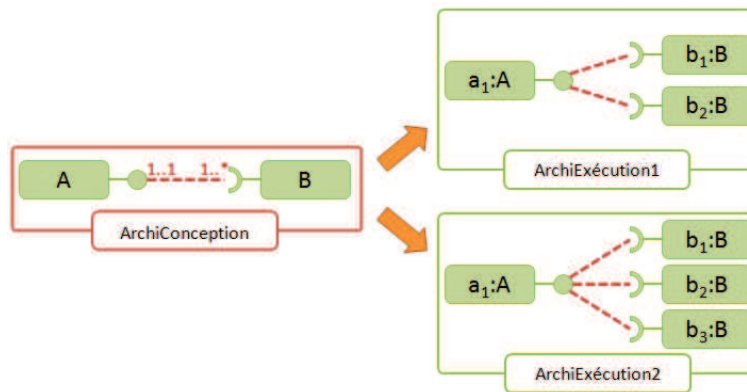 A
1..1
1..*
B
ArchiConception
a₁:A
b₁:B
b₂:B
ArchiExécution1
a₁:A
b₁:B
b₂:B
b₃:B
ArchiExécution2